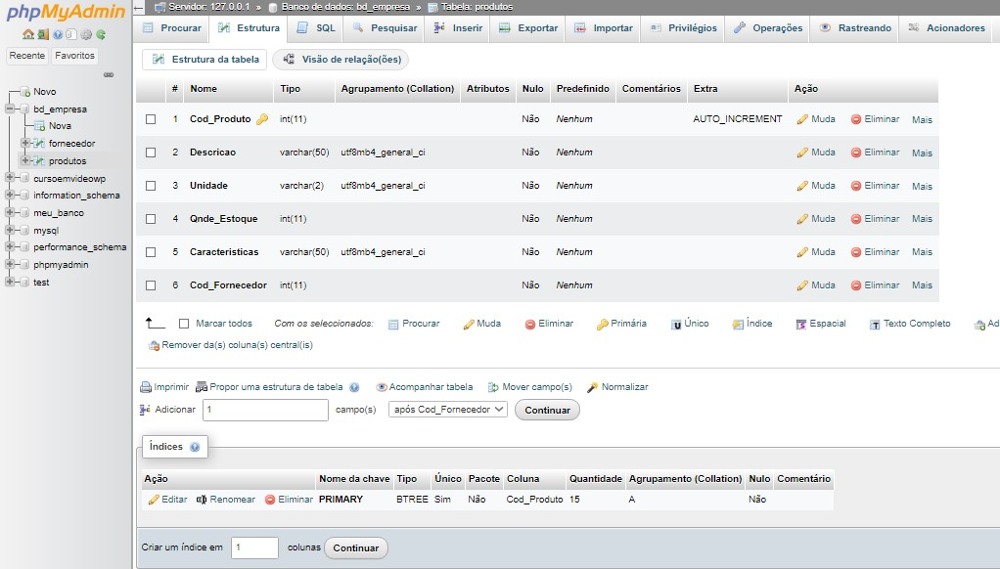 phpMyAdmin
Recente Favoritos
Novo
bd_empresa
Nova
fornecedor
produtos
cursoemvideowp
information_schema
meu_banco
mysql
performance_schema
phpmyadmin
test
Servidor: 127.0.0.1 » Banco de dados: bd_empresa » Tabela: produtos
Procurar Estrutura SQL Pesquisar Inserir Exportar Importar Privilégios Operações Rastreando Acionadores
Estrutura da tabela Visão de relação(ões)
# Nome Tipo Agrupamento (Collation) Atributos Nulo Predefinido Comentários Extra Ação
1 Cod_Produto int(11) Não Nenhum AUTO_INCREMENT Muda Eliminar Mais
2 Descricao varchar(50) utf8mb4_general_ci Não Nenhum Muda Eliminar Mais
3 Unidade varchar(2) utf8mb4_general_ci Não Nenhum Muda Eliminar Mais
4 Qnde_Estoque int(11) Não Nenhum Muda Eliminar Mais
5 Caracteristicas varchar(50) utf8mb4_general_ci Não Nenhum Muda Eliminar Mais
6 Cod_Fornecedor int(11) Não Nenhum Muda Eliminar Mais
Marcar todos Com os seleccionados: Procurar Muda Eliminar Primária Único Índice Espacial Texto Completo Ad
Remover da(s) coluna(s) central(is)
Imprimir Propor uma estrutura de tabela Acompanhar tabela Mover campo(s) Normalizar
Adicionar 1 campo(s) após Cod_Fornecedor Continuar
Índices
Ação Nome da chave Tipo Único Pacote Coluna Quantidade Agrupamento (Collation) Nulo Comentário
Editar Renomear Eliminar PRIMARY BTREE Sim Não Cod_Produto 15 A Não
Criar um índice em 1 colunas Continuar